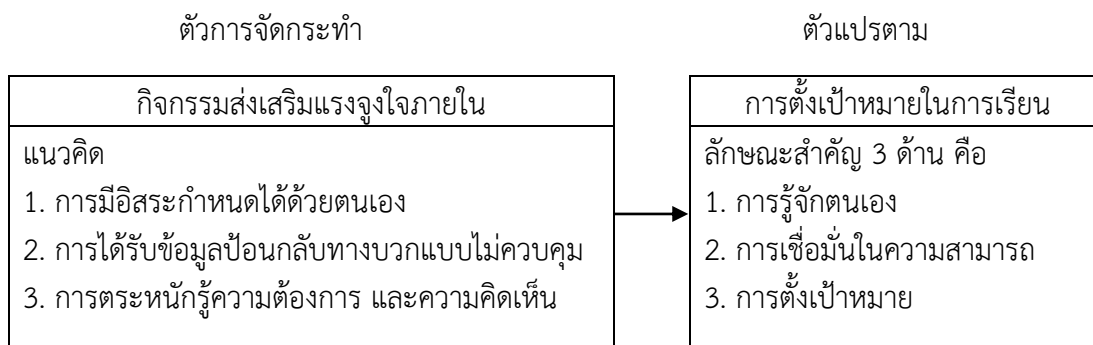 ตัวการจัดกระทำ
ตัวแปรตาม
กิจกรรมส่งเสริมแรงจูงใจภายใน
แนวคิด
1. การมีอิสระกำหนดได้ด้วยตนเอง
2. การได้รับข้อมูลป้อนกลับทางบวกแบบไม่ควบคุม
3. การตระหนักรู้ความต้องการ และความคิดเห็น
การตั้งเป้าหมายในการเรียน
ลักษณะสำคัญ 3 ด้าน คือ
1. การรู้จักตนเอง
2. การเชื่อมั่นในความสามารถ
3. การตั้งเป้าหมาย